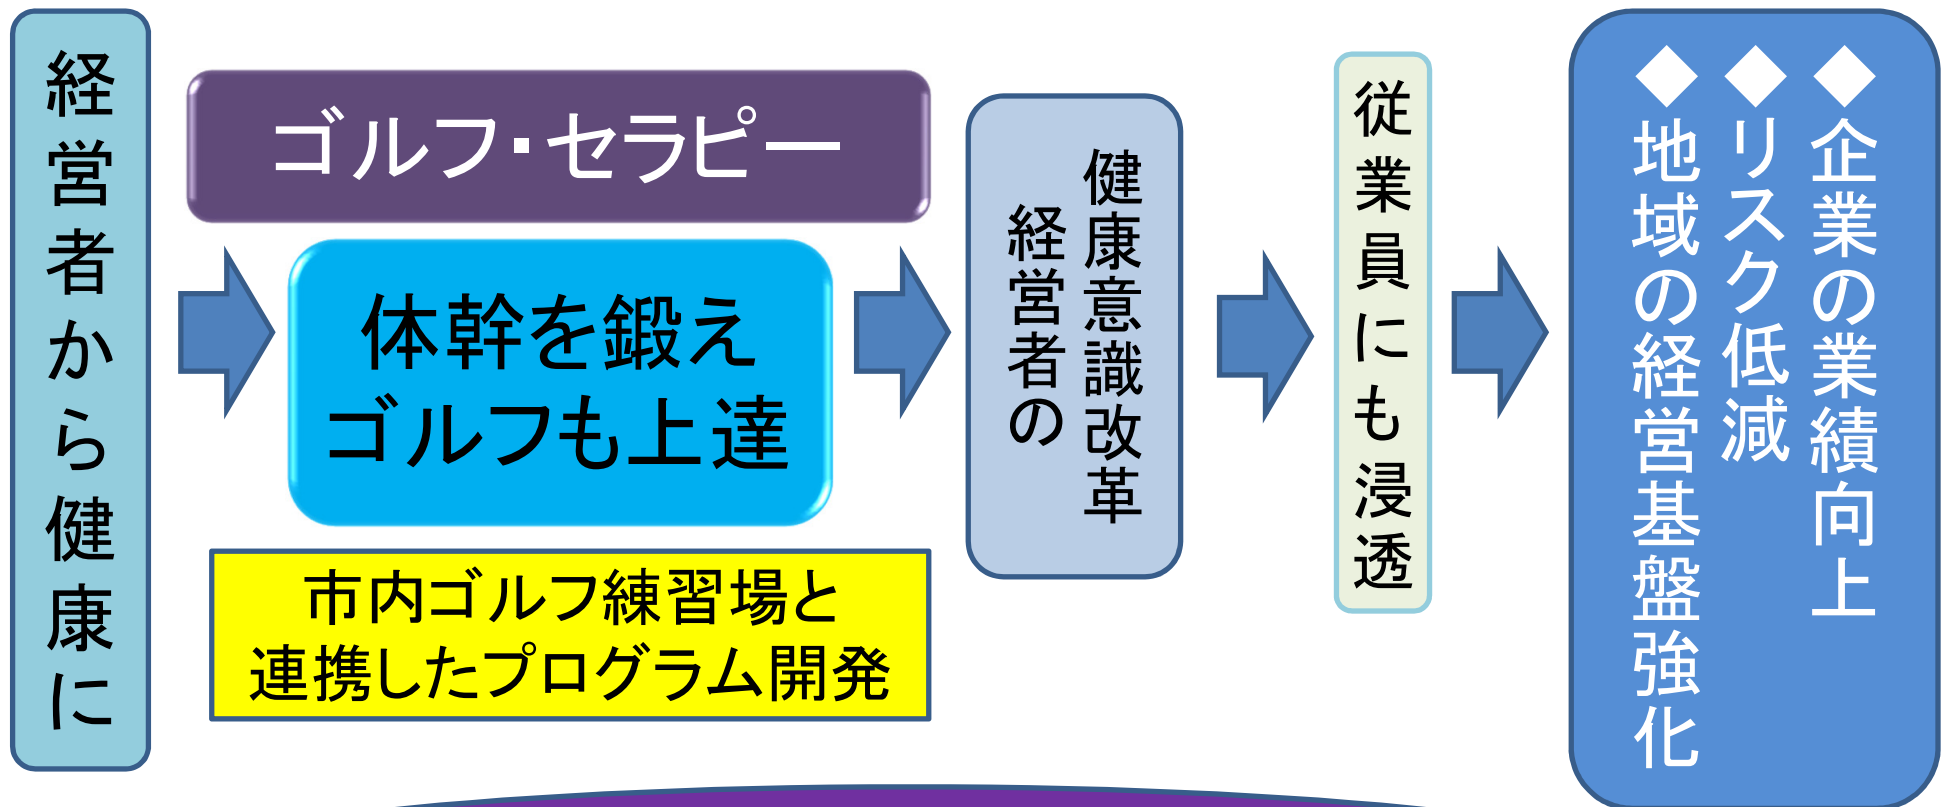 経営者から健康に
ゴルフ・セラピー
体幹を鍛え
ゴルフも上達
市内ゴルフ練習場と
連携したプログラム開発
経営者の
健康意識改革
従業員にも浸透
◆企業の業績向上
◆リスク低減
◆地域の経営基盤強化